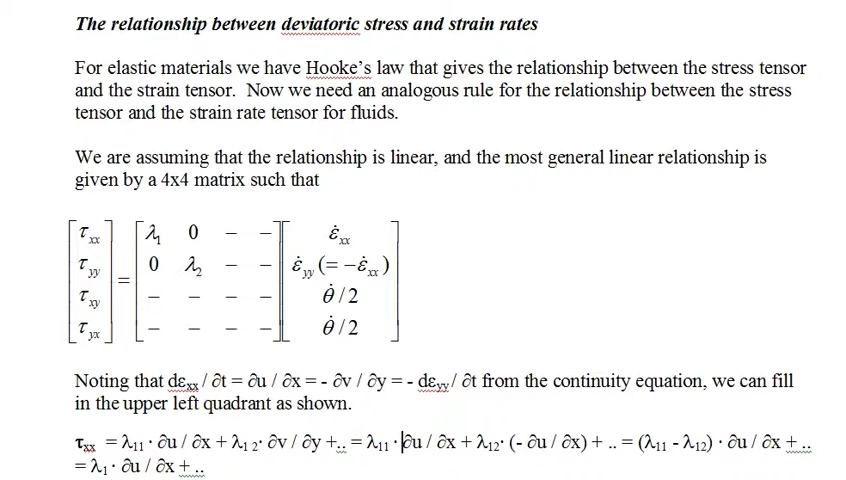 The relationship between deviatoric stress and strain rates
For elastic materials we have Hooke's law that gives the relationship between the stress tensor
and the strain tensor. Now we need an analogous rule for the relationship between the stress
tensor and the strain rate tensor for fluids.
We are assuming that the relationship is linear, and the most general linear relationship is
given by a 4x4 matrix such that
τxx λ1 0 – – ε̇xx
τyy 0 λ2 – – ε̇yy (= −ε̇xx)
=
τxy – – – – θ̇ / 2
τyx – – – – θ̇ / 2
Noting that dεxx / ∂t = ∂u / ∂x = - ∂v / ∂y = - dεyy / ∂t from the continuity equation, we can fill
in the upper left quadrant as shown.
τxx = λ11 · ∂u / ∂x + λ1 2· ∂v / ∂y +.. = λ11 · ∂u / ∂x + λ12· (- ∂u / ∂x) + .. = (λ11 - λ12) · ∂u / ∂x + ..
= λ1 · ∂u / ∂x + ..